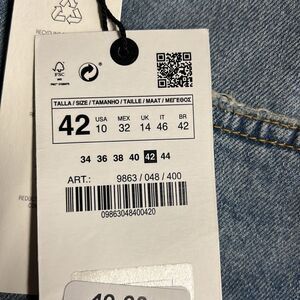 FSC
TALLA / SIZE / TAMANHO / TAILLE / MAAT / ΜΕΓΕΘΟΣ
42 USA 10 MEX 32 UK 14 IT 46 BR 42
34 36 38 40 42 44
ART.: 9863 / 048 / 400
09863048400420